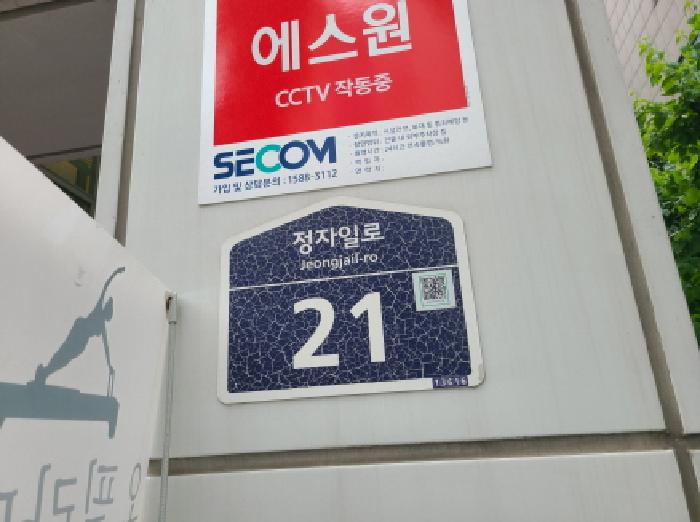 에스원
CCTV 작동중
SECOM
가입 및 상담문의 : 1588-3112
정자일로
Jeongjail-ro
21
13616